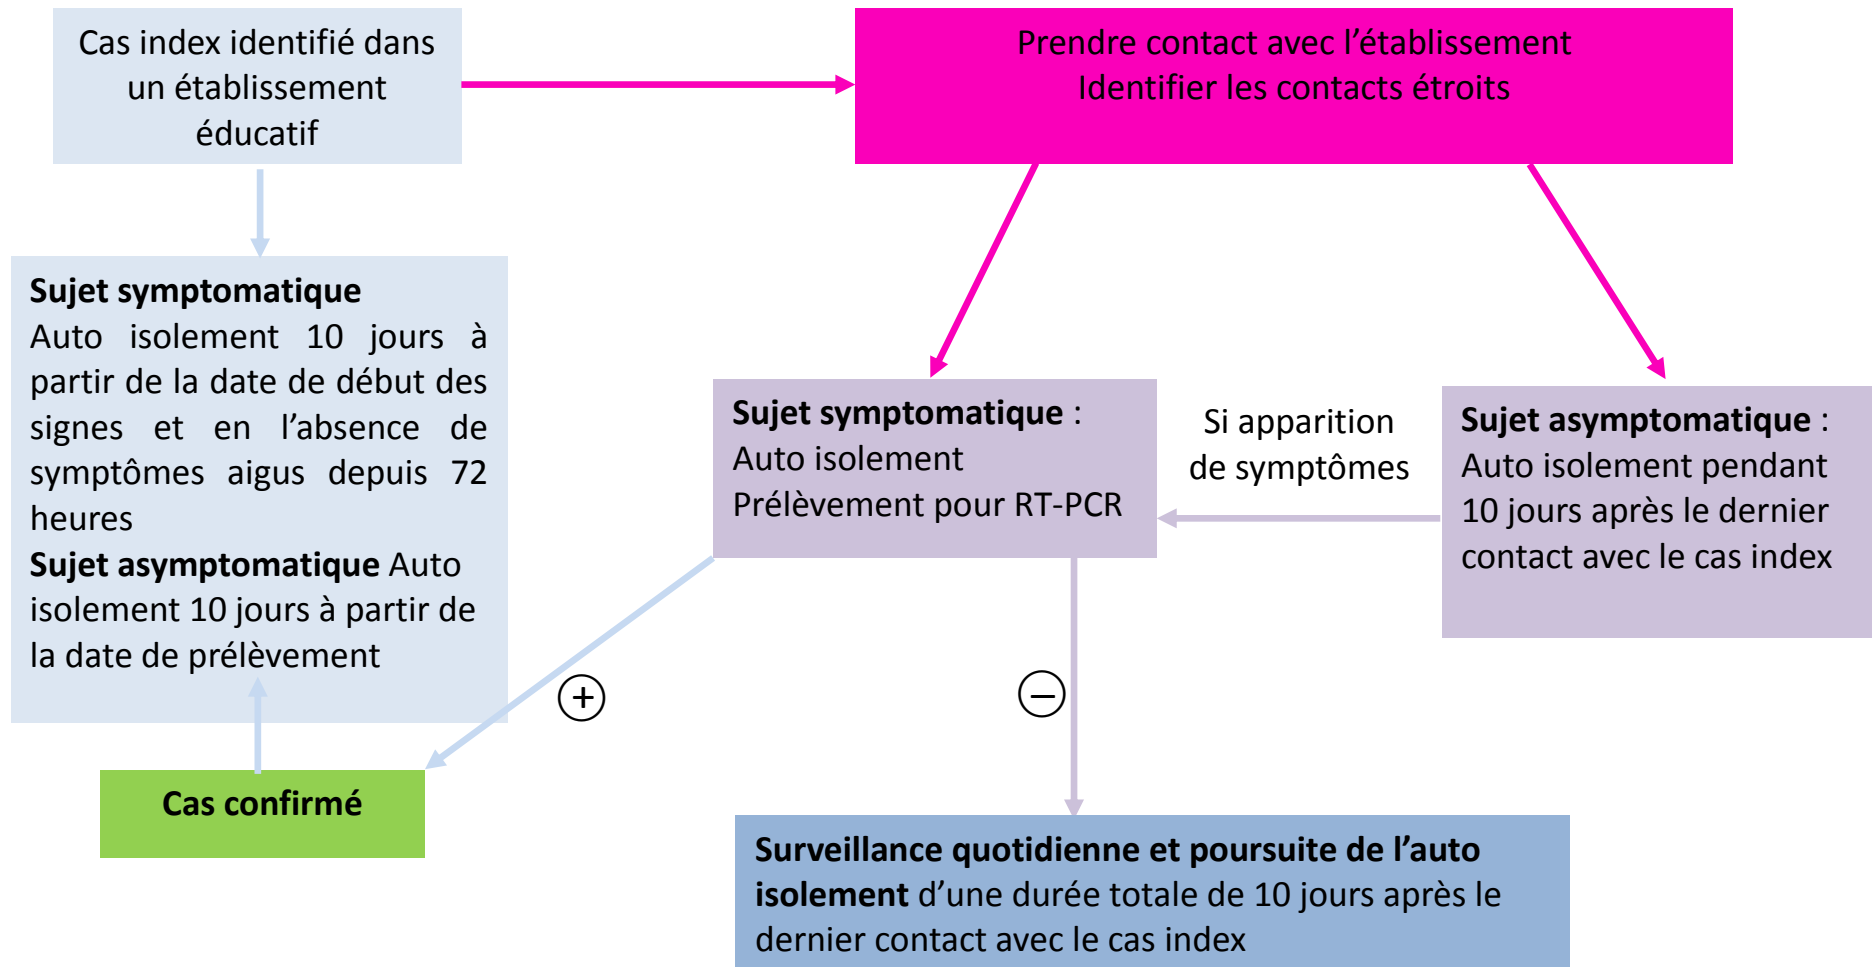 Cas index identifié dans
un établissement
éducatif
Prendre contact avec l’établissement
Identifier les contacts étroits
Sujet symptomatique
Auto isolement 10 jours à
partir de la date de début des
signes et en l’absence de
symptômes aigus depuis 72
heures
Sujet asymptomatique Auto
isolement 10 jours à partir de
la date de prélèvement
Sujet symptomatique :
Auto isolement
Prélèvement pour RT-PCR
Si apparition
de symptômes
Sujet asymptomatique :
Auto isolement pendant
10 jours après le dernier
contact avec le cas index
+
–
Cas confirmé
Surveillance quotidienne et poursuite de l’auto
isolement d’une durée totale de 10 jours après le
dernier contact avec le cas index